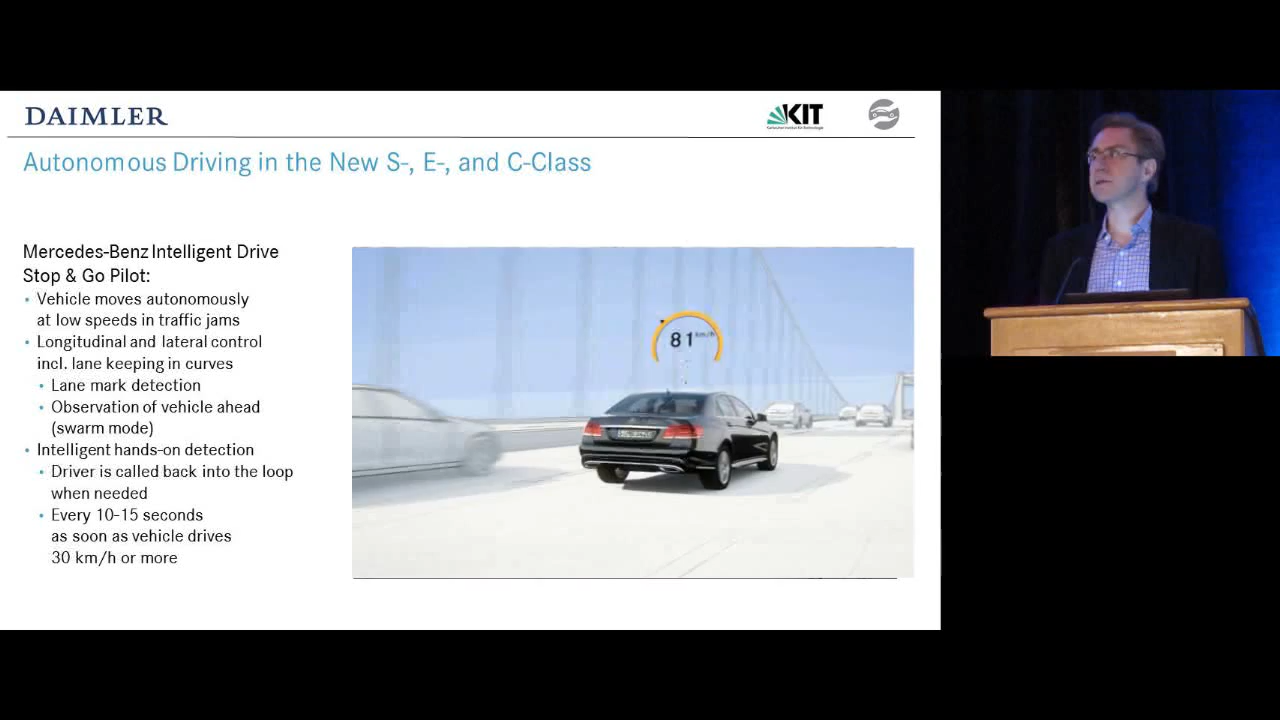 DAIMLER
KIT
Autonomous Driving in the New S-, E-, and C-Class
Mercedes-Benz Intelligent Drive
Stop & Go Pilot:
• Vehicle moves autonomously
at low speeds in traffic jams
• Longitudinal and lateral control
incl. lane keeping in curves
• Lane mark detection
• Observation of vehicle ahead
(swarm mode)
• Intelligent hands-on detection
• Driver is called back into the loop
when needed
• Every 10-15 seconds
as soon as vehicle drives
30 km/h or more
81 km/h